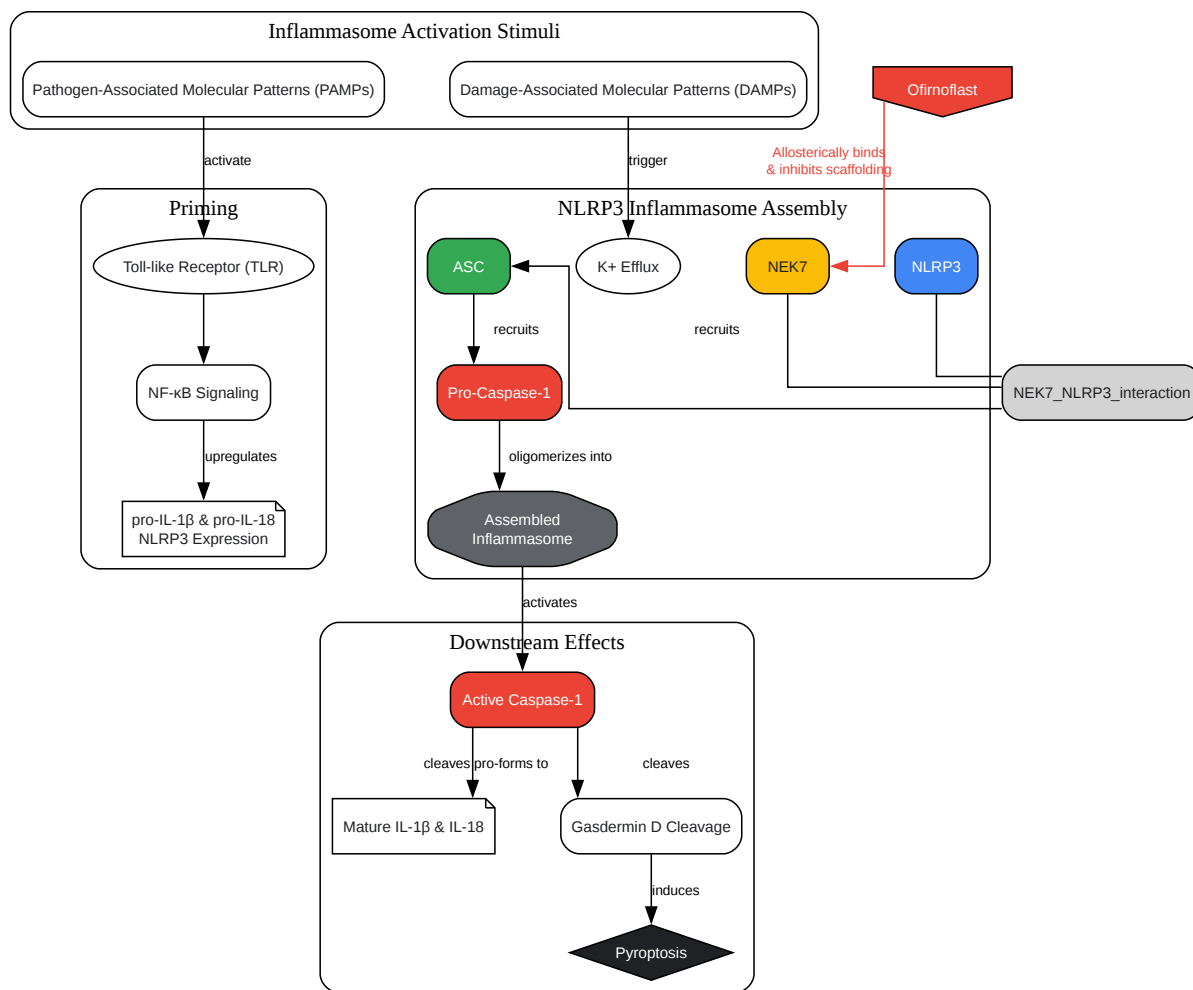 Inflammasome Activation Stimuli
Pathogen-Associated Molecular Patterns (PAMPs)
Damage-Associated Molecular Patterns (DAMPs)
Ofirnoflast
activate
trigger
Allosterically binds
& inhibits scaffolding
Priming
NLRP3 Inflammasome Assembly
Toll-like Receptor (TLR)
ASC
K+ Efflux
NEK7
NLRP3
recruits
recruits
NF-κB Signaling
Pro-Caspase-1
NEK7_NLRP3_interaction
upregulates
oligomerizes into
pro-IL-1β & pro-IL-18
NLRP3 Expression
Assembled
Inflammasome
activates
Downstream Effects
Active Caspase-1
cleaves pro-forms to
cleaves
Mature IL-1β & IL-18
Gasdermin D Cleavage
induces
Pyroptosis